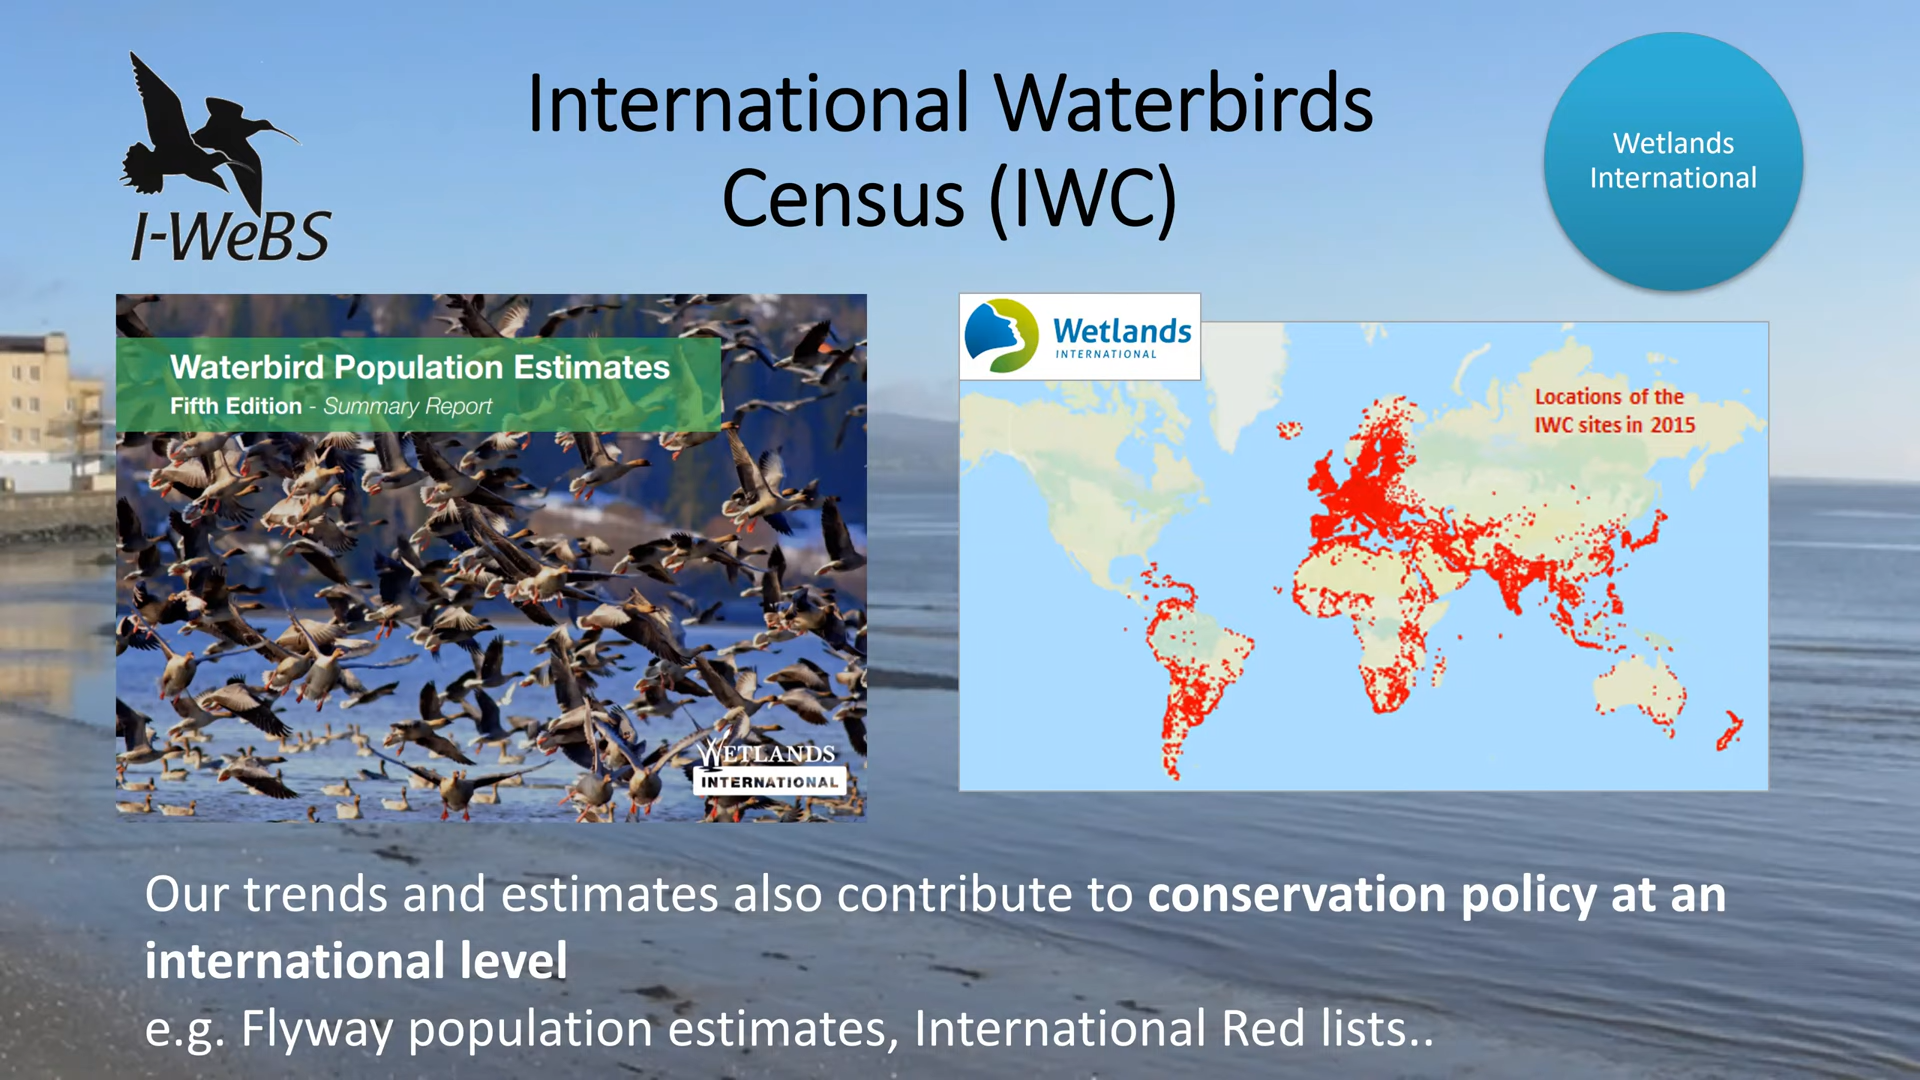 I-WeBS
International Waterbirds
Census (IWC)
Wetlands
International
Waterbird Population Estimates
Fifth Edition - Summary Report
WETLANDS
INTERNATIONAL
Wetlands
INTERNATIONAL
Locations of the
IWC sites in 2015
Our trends and estimates also contribute to conservation policy at an
international level
e.g. Flyway population estimates, International Red lists..